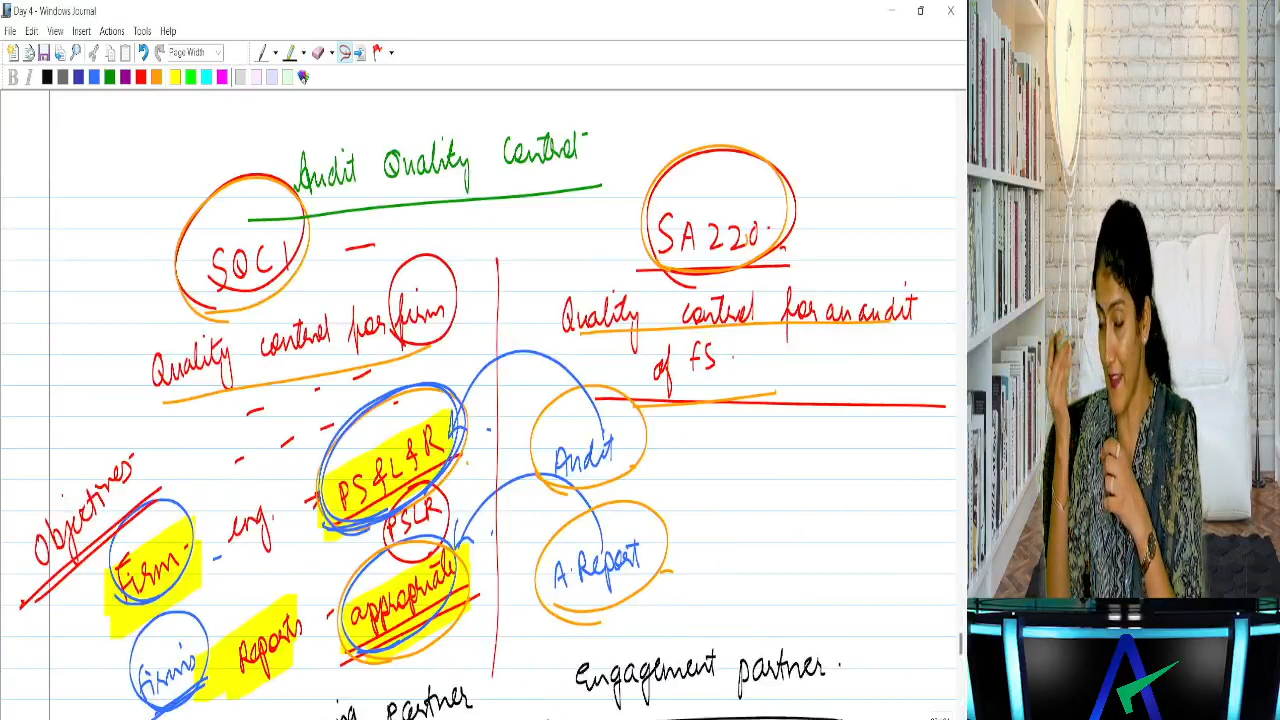 Day 4 - Windows Journal
File Edit View Insert Actions Tools Help
Page Width
B I
Audit Quality Control
SQC 1 -
SA 220.
Quality control for firms
Quality control for an audit
of FS.
PS & L & R
Audit
Objectives
Firm - eng.
PSLR
appropriate
A. Report
Firm's Reports -
Engagement partner.
partner